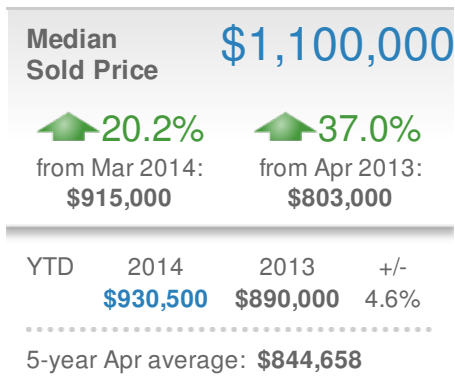 Median $1,100,000
Sold Price
20.2% 37.0%
from Mar 2014: from Apr 2013:
$915,000 $803,000
YTD 2014 2013 +/-
$930,500 $890,000 4.6%
5-year Apr average: $844,658